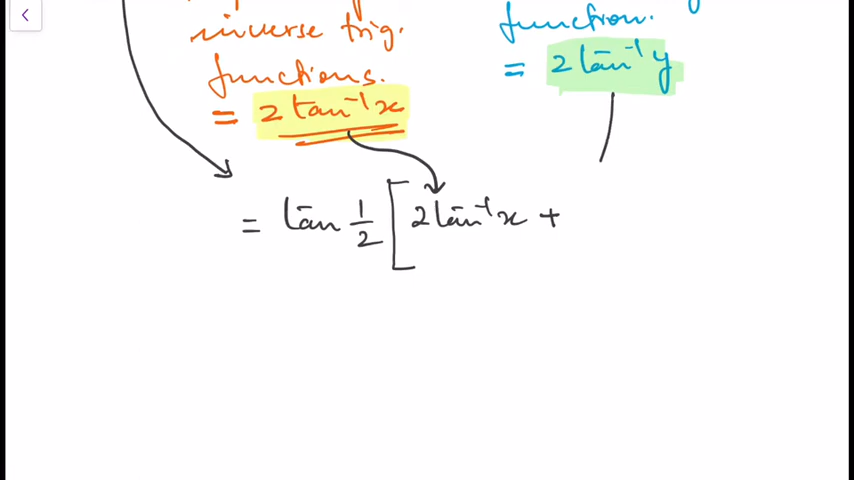 inverse trig.
functions.
= 2 tan⁻¹x
function.
= 2 tan⁻¹y
= tan 1/2 [ 2 tan⁻¹x +